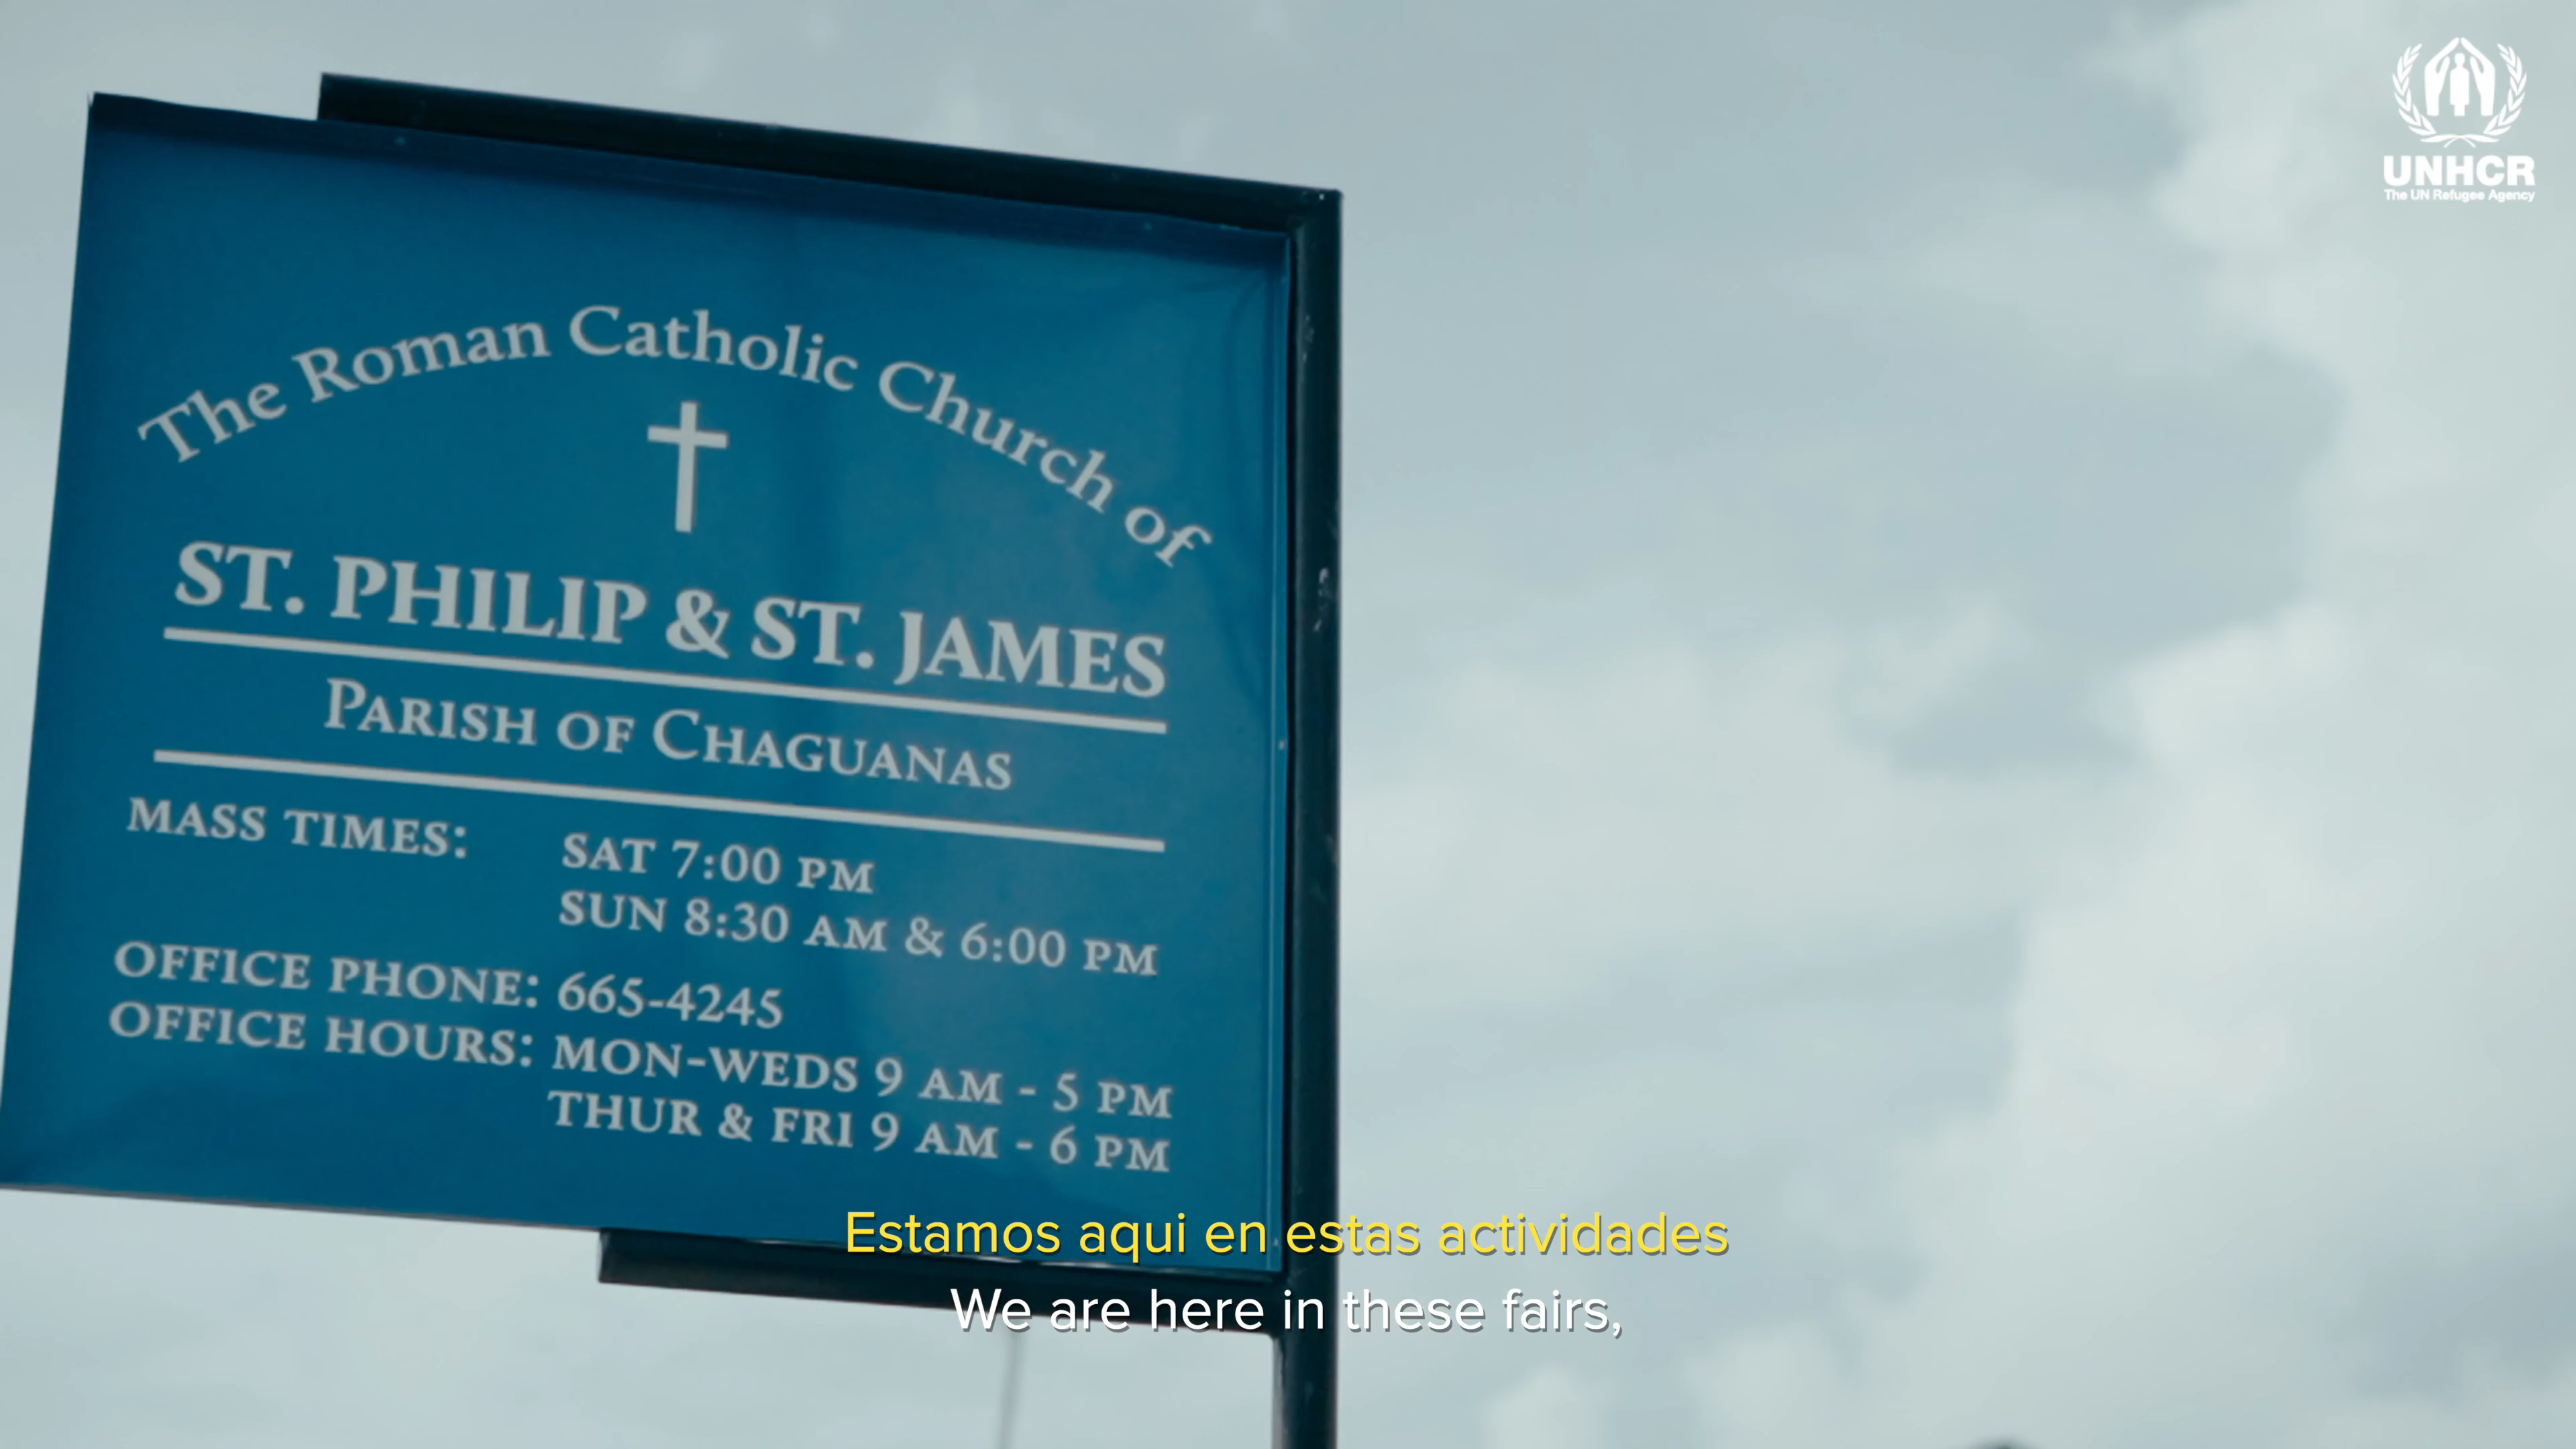 UNHCR
The UN Refugee Agency
The Roman Catholic Church of
ST. PHILIP & ST. JAMES
PARISH OF CHAGUANAS
MASS TIMES: SAT 7:00 PM
SUN 8:30 AM & 6:00 PM
OFFICE PHONE: 665-4245
OFFICE HOURS: MON-WEDS 9 AM - 5 PM
THUR & FRI 9 AM - 6 PM
Estamos aqui en estas actividades
We are here in these fairs,